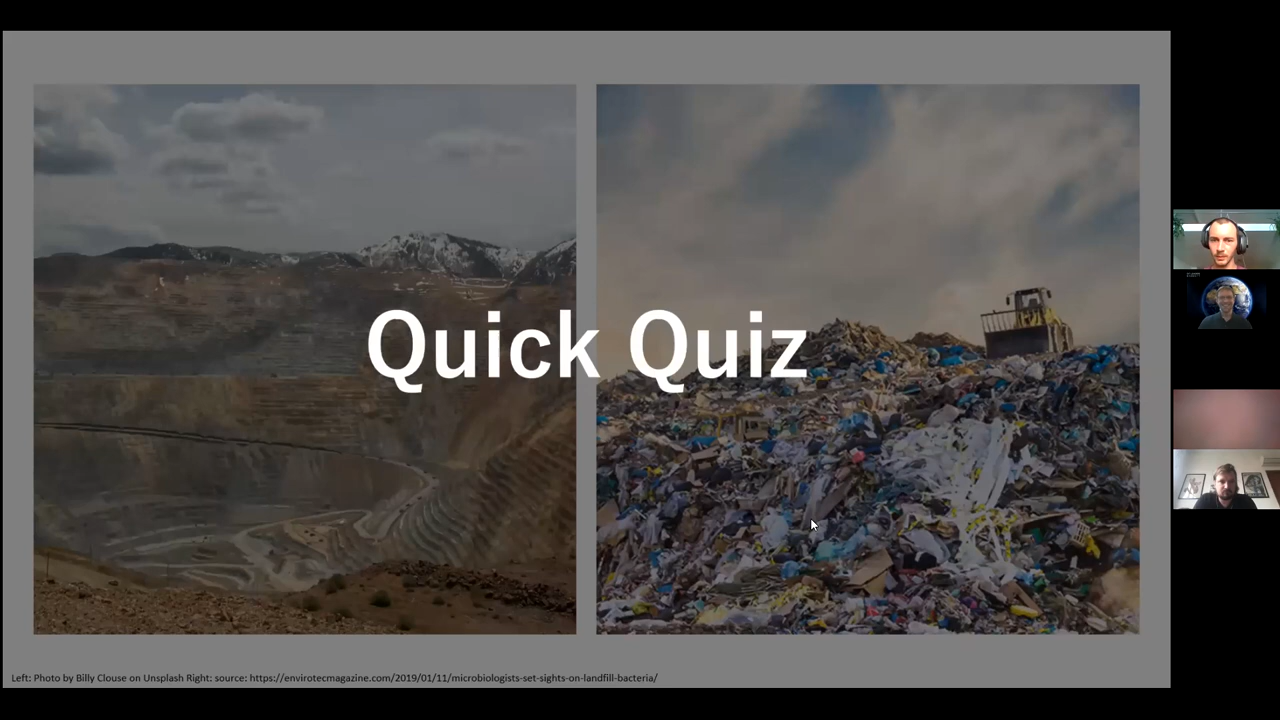 Quick Quiz
Left: Photo by Billy Clouse on Unsplash Right: source: https://envirotecmagazine.com/2019/01/11/microbiologists-set-sights-on-landfill-bacteria/